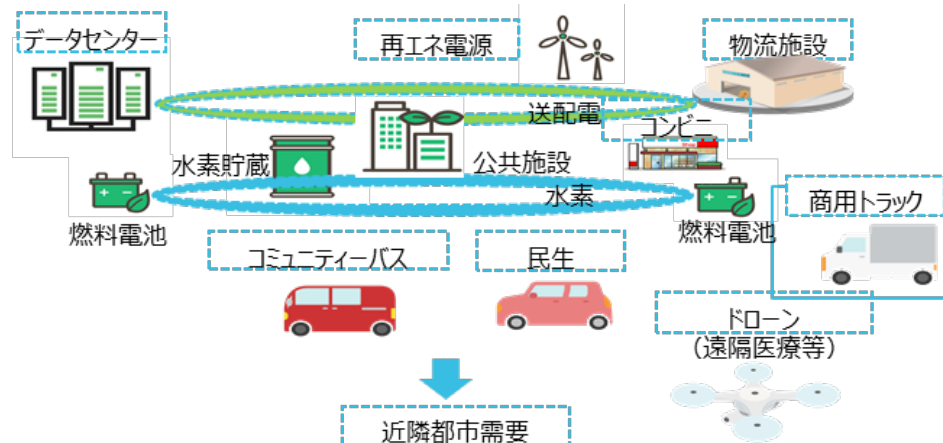 データセンター
再エネ電源
物流施設
送配電
コンビニ
水素貯蔵
公共施設
水素
燃料電池
燃料電池
商用トラック
コミュニティーバス
民生
ドローン
（遠隔医療等）
近隣都市需要